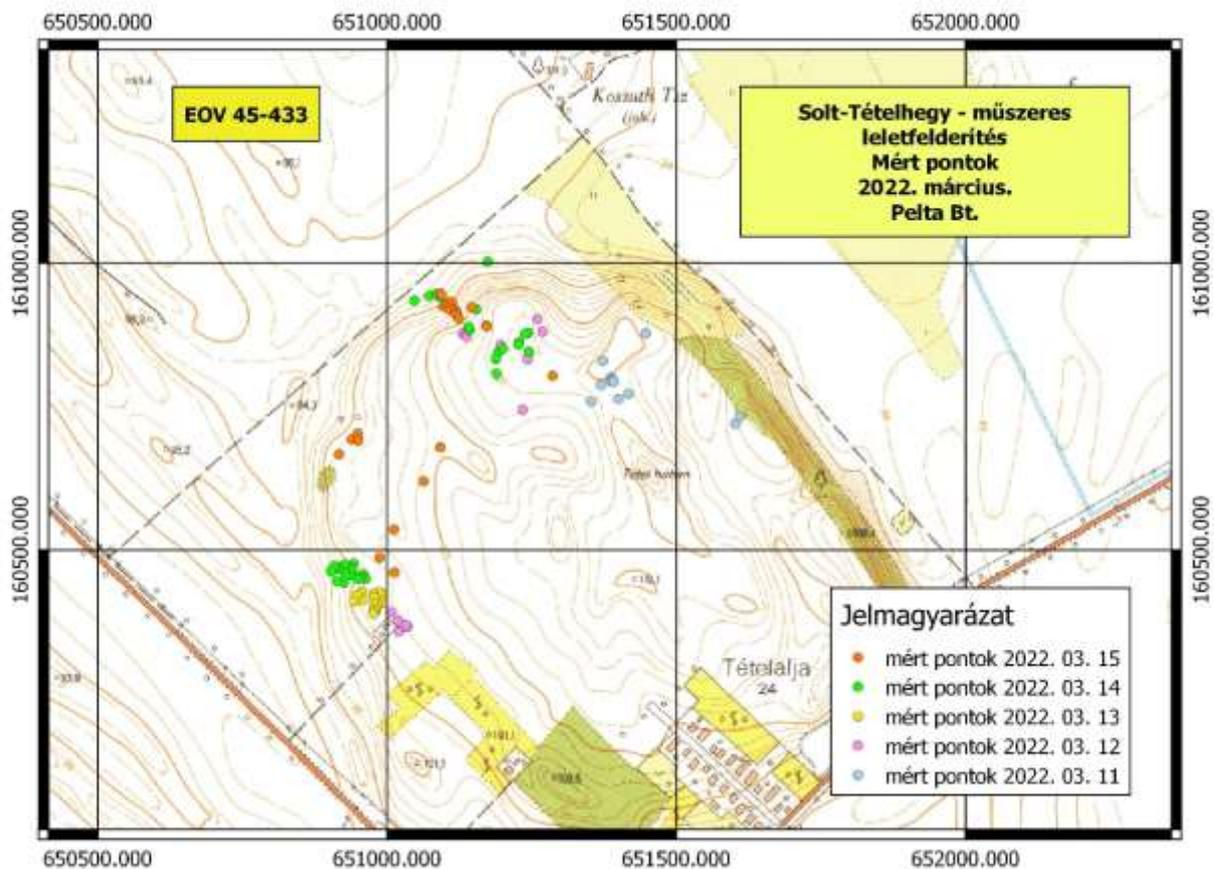 650500.000
651000.000
651500.000
652000.000
EOV 45-433
Solt-Tételhegy - műszeres
leletfelderítés
Mért pontok
2022. március.
Pelta Bt.
161000.000
161000.000
160500.000
160500.000
Kossuth Tsz
Tételi halom
Tételalja
24
Jelmagyarázat
mért pontok 2022. 03. 15
mért pontok 2022. 03. 14
mért pontok 2022. 03. 13
mért pontok 2022. 03. 12
mért pontok 2022. 03. 11
650500.000
651000.000
651500.000
652000.000